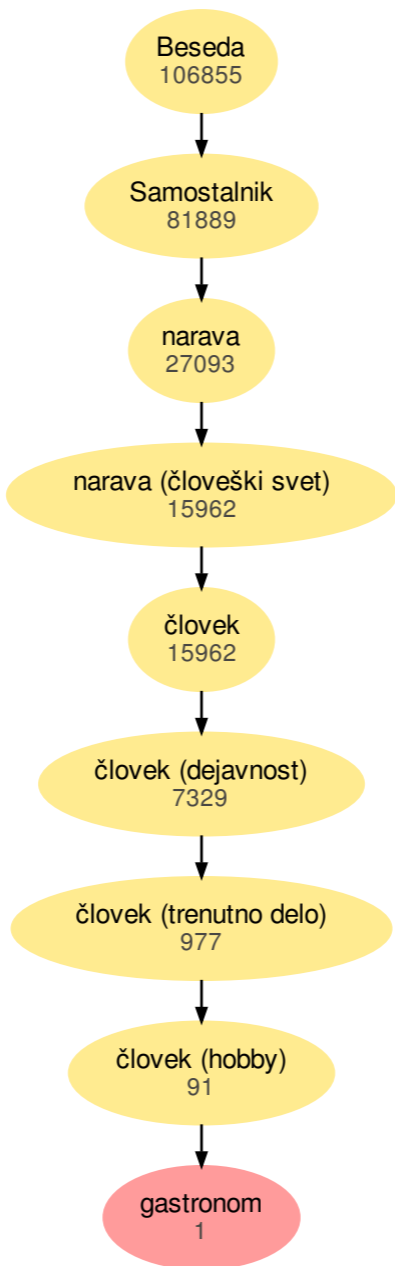 Beseda
106855
Samostalnik
81889
narava
27093
narava (človeški svet)
15962
človek
15962
človek (dejavnost)
7329
človek (trenutno delo)
977
človek (hobby)
91
gastronom
1